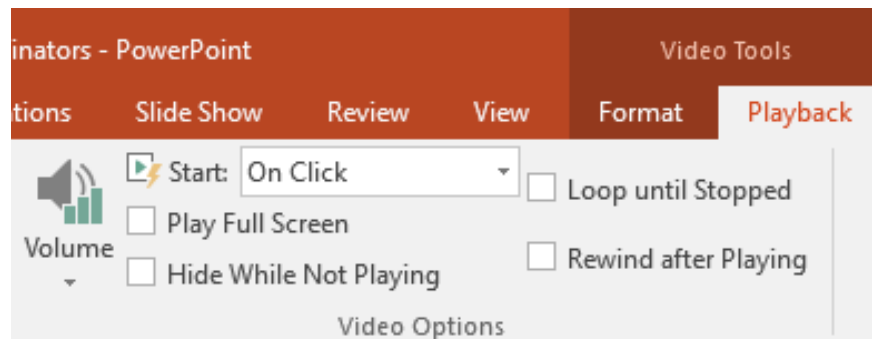 inators - PowerPoint
Video Tools
tions Slide Show Review View Format Playback
Start: On Click
Loop until Stopped
Play Full Screen
Volume
Rewind after Playing
Hide While Not Playing
Video Options